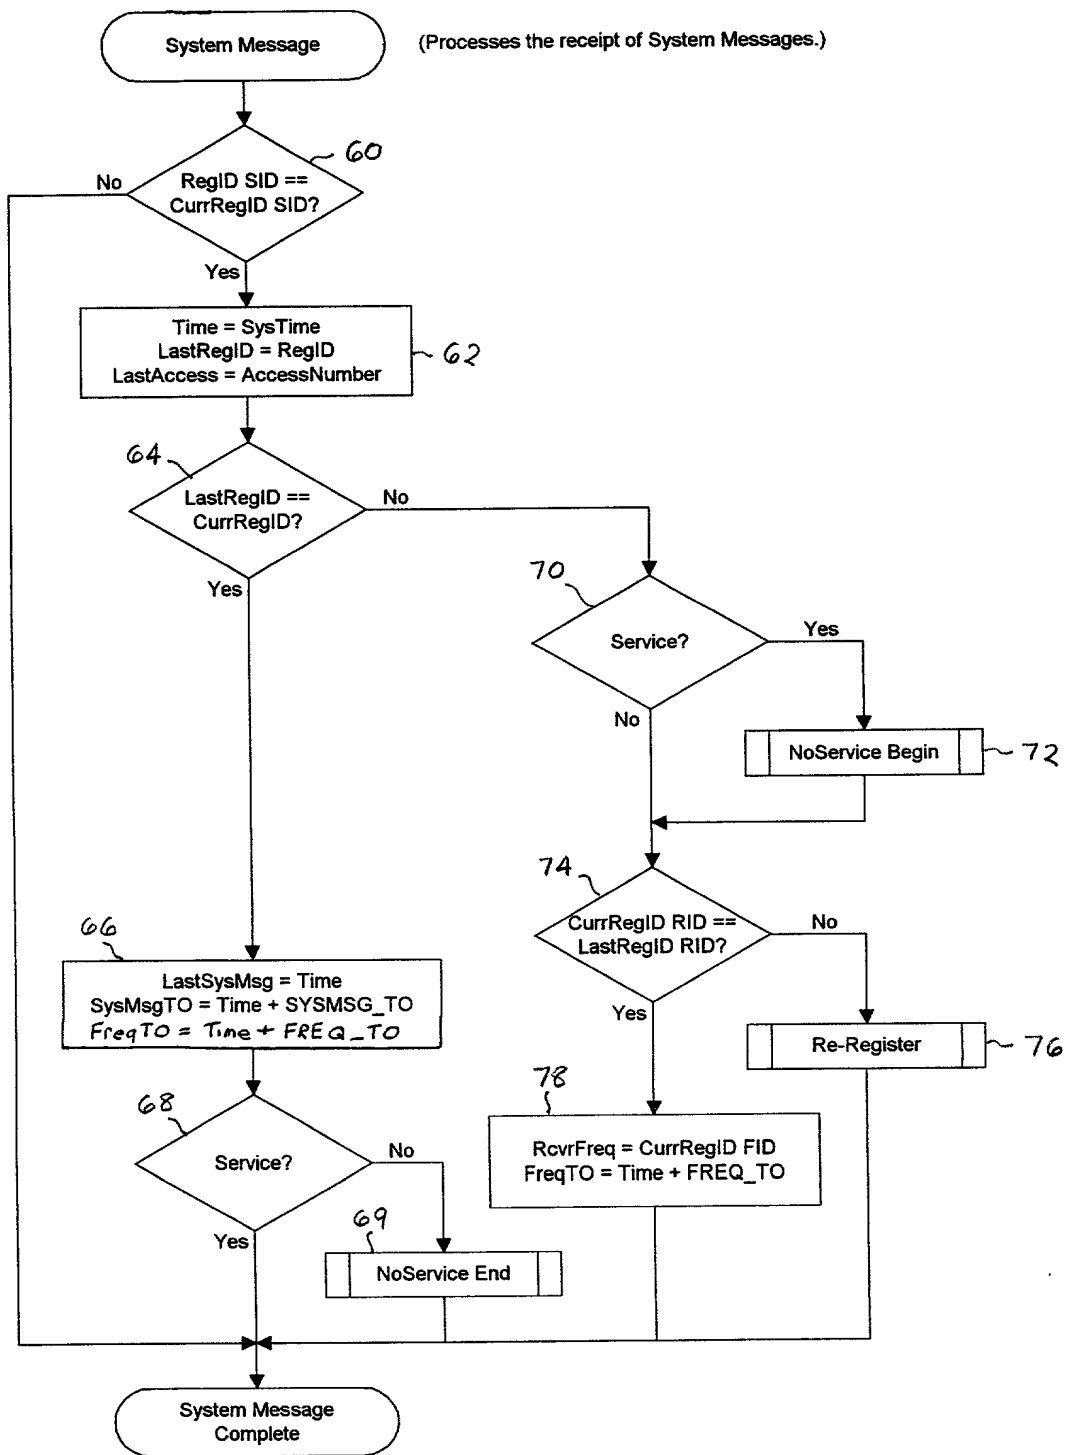 System Message
(Processes the receipt of System Messages.)
60
No
RegID SID ==
CurrRegID SID?
Yes
Time = SysTime
LastRegID = RegID
LastAccess = AccessNumber
62
64
LastRegID ==
CurrRegID?
No
Yes
70
Service?
Yes
No
NoService Begin
72
74
CurrRegID RID ==
LastRegID RID?
No
Yes
66
LastSysMsg = Time
SysMsgTO = Time + SYSMSG_TO
FreqTO = Time + FREQ_TO
Re-Register
76
68
Service?
No
Yes
78
RcvrFreq = CurrRegID FID
FreqTO = Time + FREQ_TO
69
NoService End
System Message
Complete